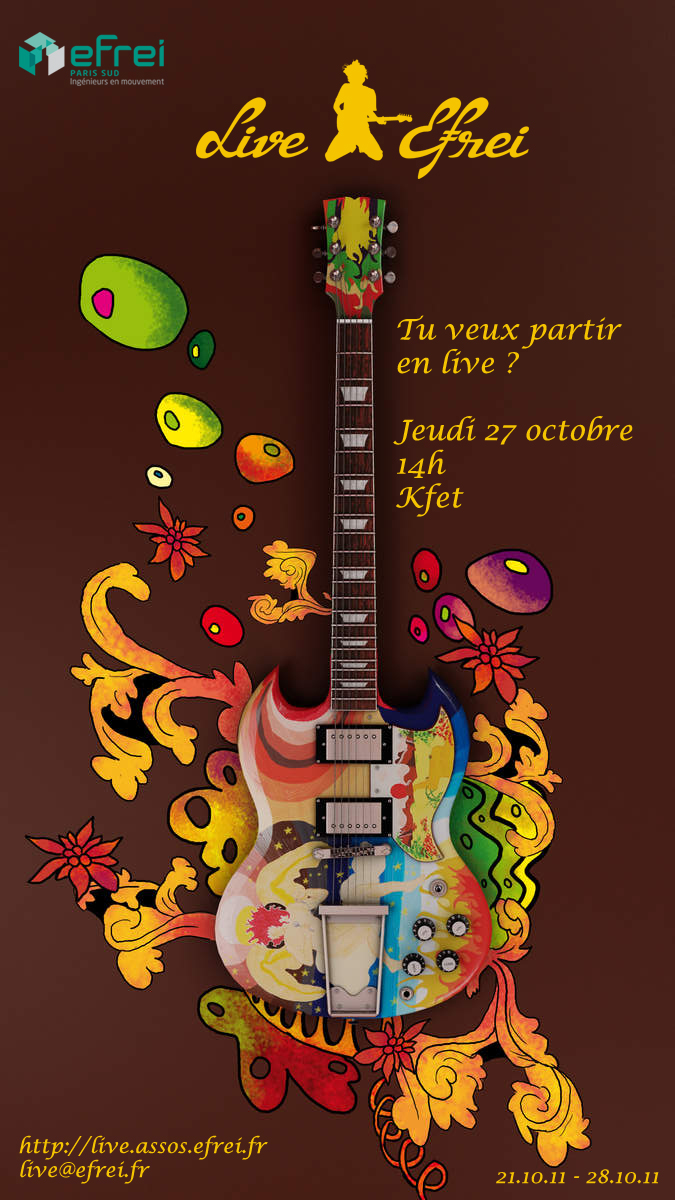 efrei
PARIS SUD
Ingénieurs en mouvement
Live Efrei
Tu veux partir
en live ?
Jeudi 27 octobre
14h
Kfet
http://live.assos.efrei.fr
live@efrei.fr
21.10.11 - 28.10.11